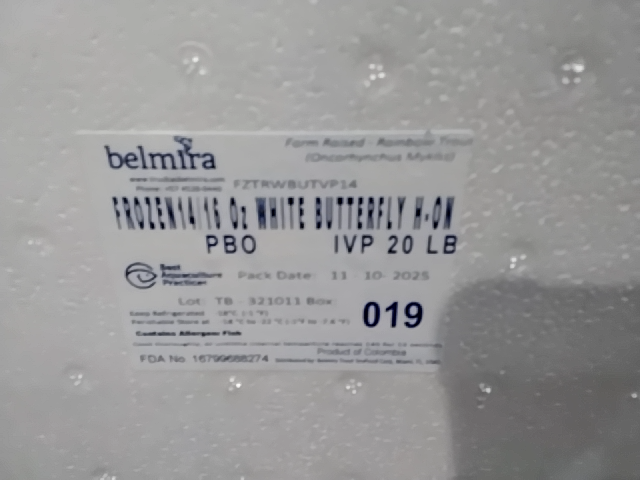 belmira
Farm Raised - Rainbow Trout
(Oncorhynchus Mykiss)
FZTRWBUTVP14
FROZEN 14/16 Oz WHITE BUTTERFLY H-ON
PBO IVP 20 LB
Best Aquaculture Practices
Pack Date: 11 - 10- 2025
Lot: TB - 321011 Box: 019
Keep Refrigerated
Contains Allergen: Fish
Product of Colombia
FDA No. 16799688274